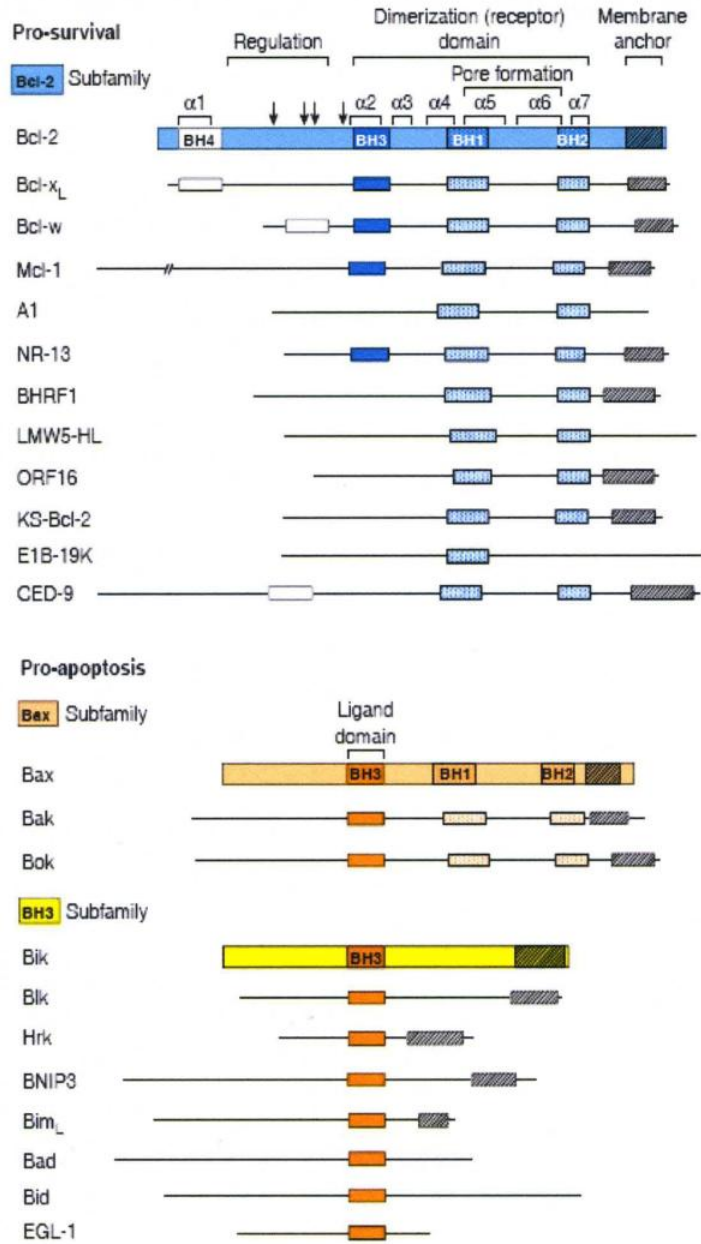 Pro-survival
Regulation
Dimerization (receptor) domain
Membrane anchor
Bcl-2 Subfamily
Pore formation
α1 α2 α3 α4 α5 α6 α7
Bcl-2 BH4 BH3 BH1 BH2
Bcl-xL
Bcl-w
Mcl-1
A1
NR-13
BHRF1
LMW5-HL
ORF16
KS-Bcl-2
E1B-19K
CED-9
Pro-apoptosis
Bax Subfamily
Ligand domain
Bax BH3 BH1 BH2
Bak
Bok
BH3 Subfamily
Bik BH3
Blk
Hrk
BNIP3
BimL
Bad
Bid
EGL-1